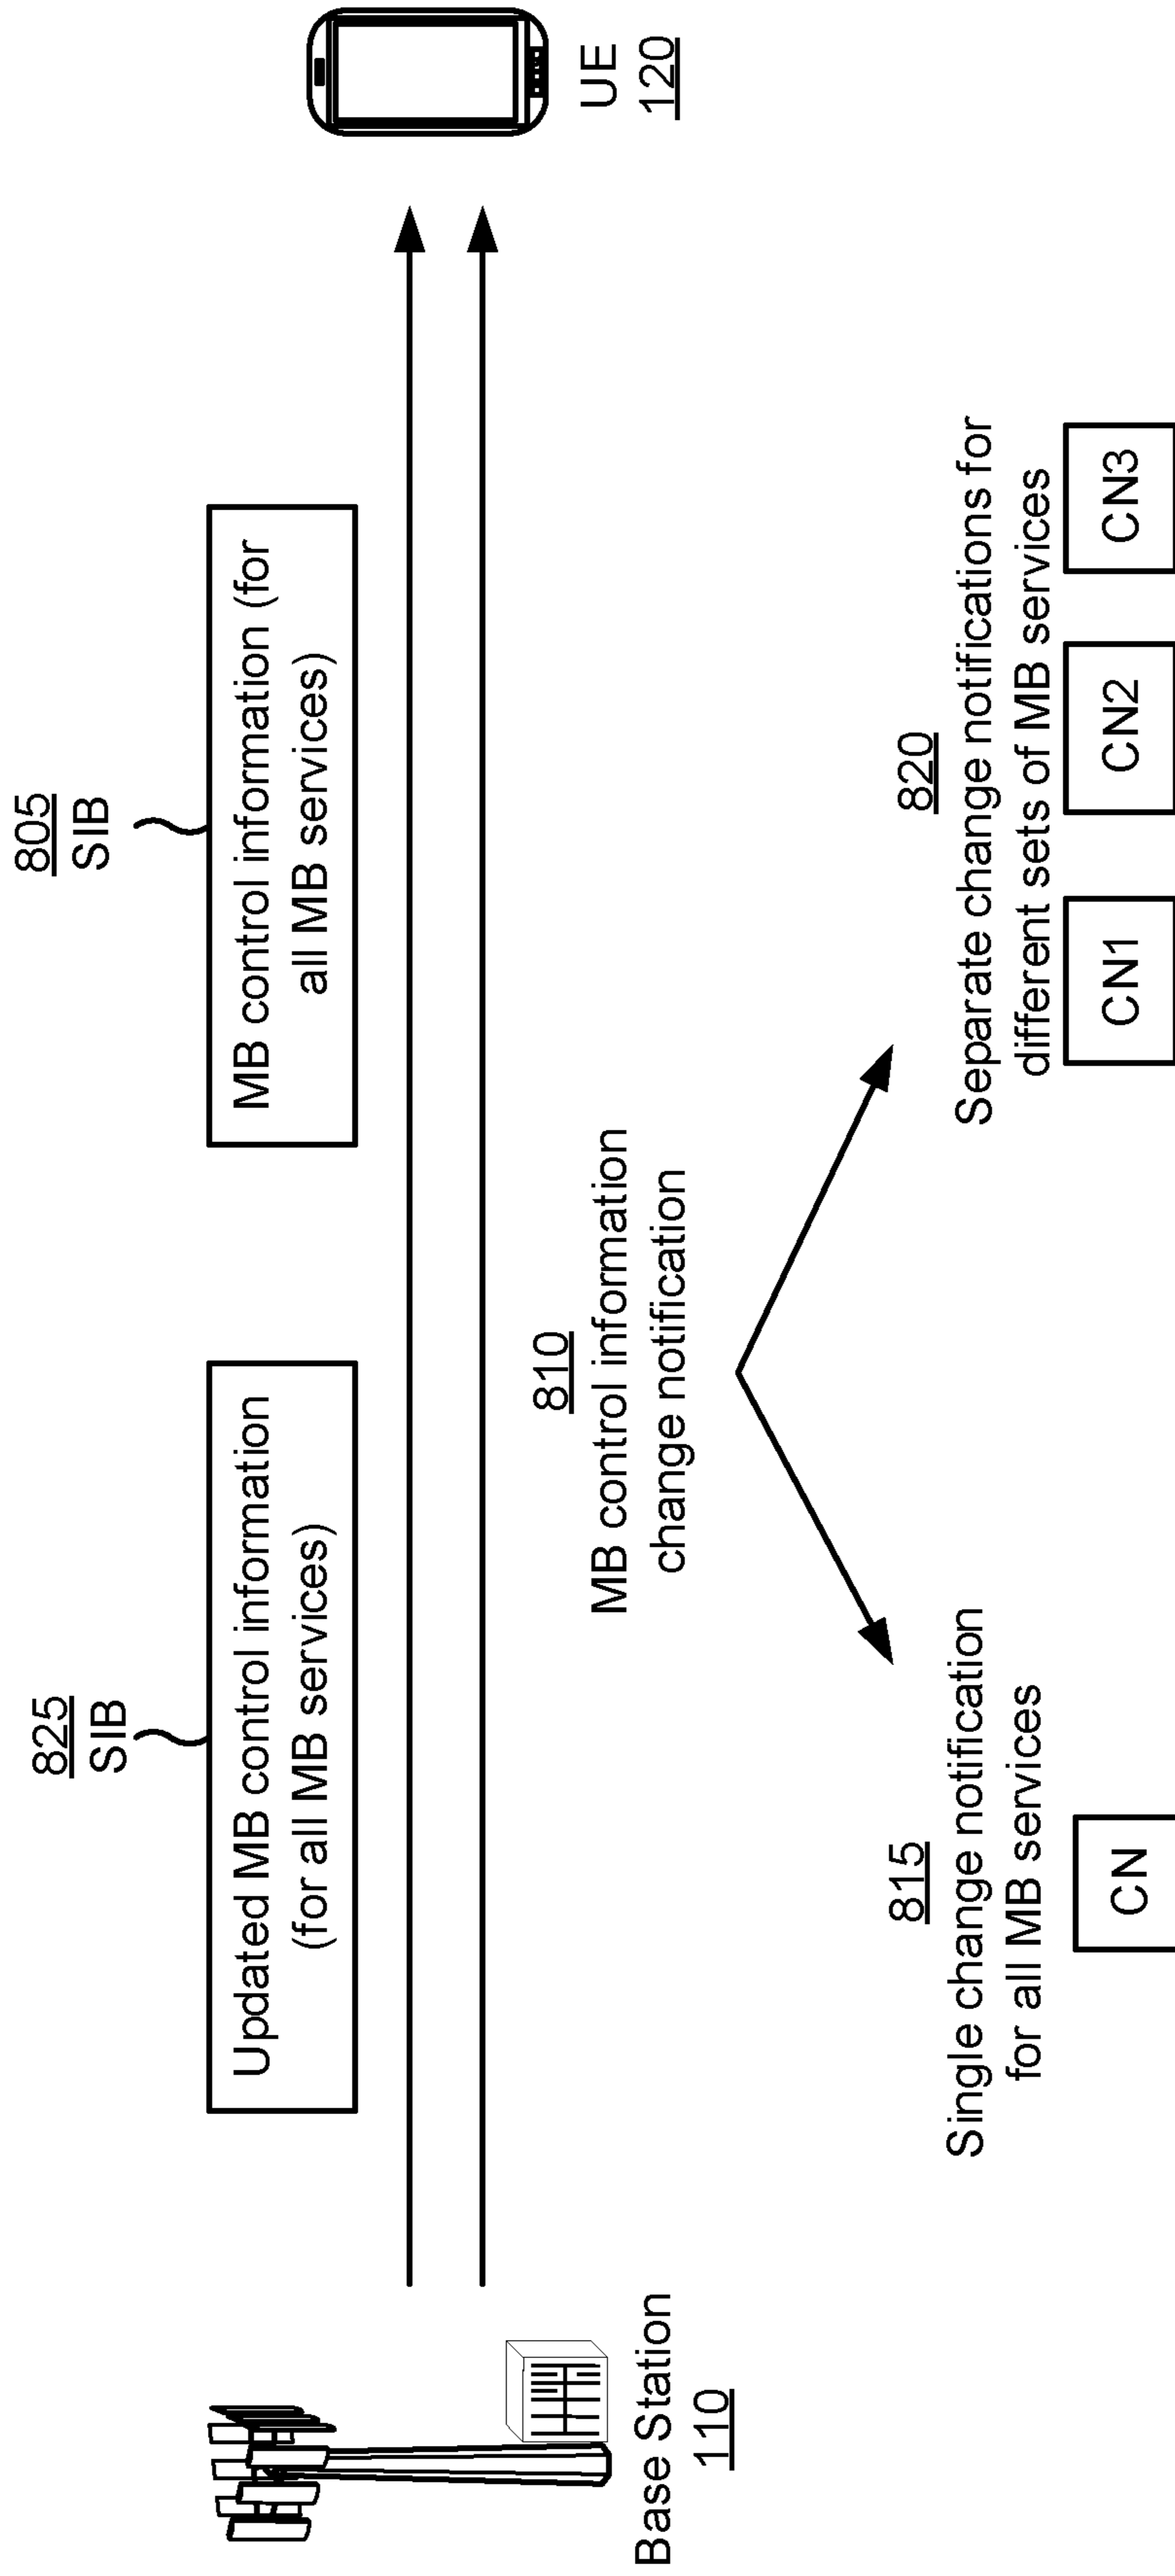 825
SIB
Updated MB control information
(for all MB services)
805
SIB
MB control information (for
all MB services)
Base Station
110
UE
120
810
MB control information
change notification
815
Single change notification
for all MB services
CN
820
Separate change notifications for
different sets of MB services
CN1
CN2
CN3